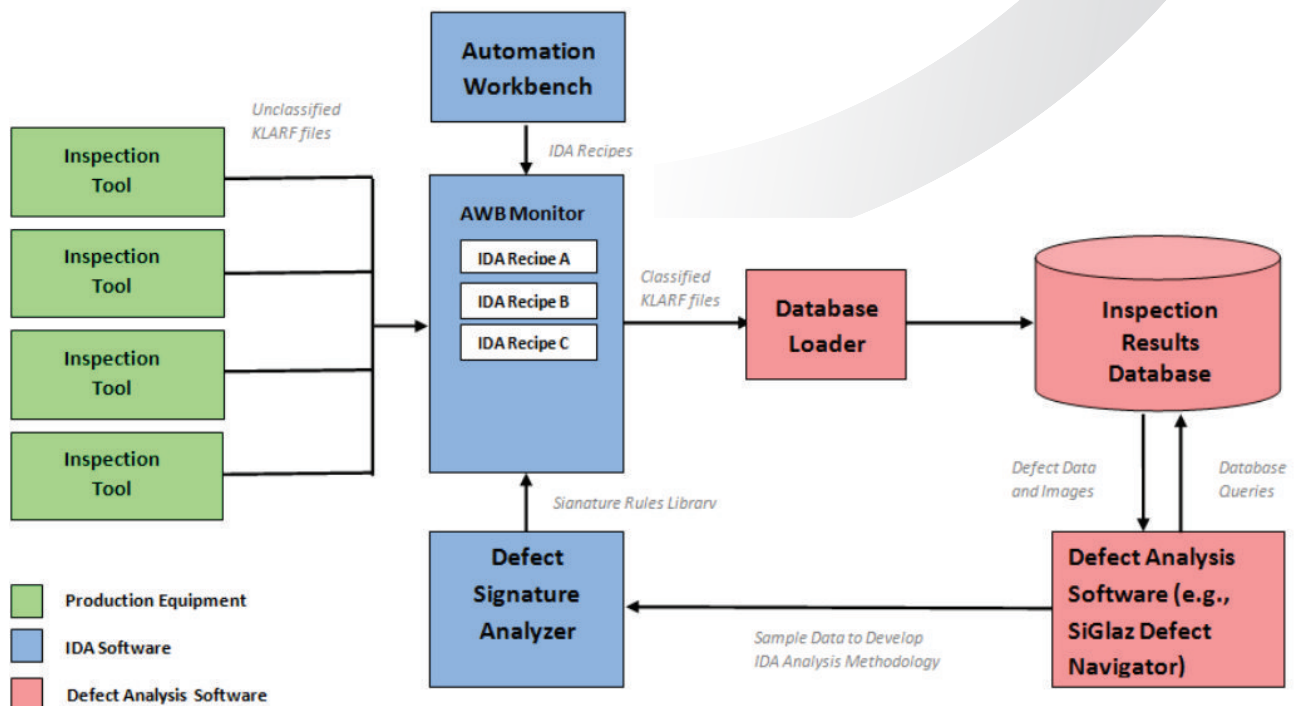 Automation
Workbench
Unclassified
KLARF files
IDA Recipes
Inspection
Tool
Inspection
Tool
Inspection
Tool
Inspection
Tool
AWB Monitor
IDA Recipe A
IDA Recipe B
IDA Recipe C
Classified
KLARF files
Database
Loader
Inspection
Results
Database
Defect Data
and Images
Database
Queries
Signature Rules Library
Defect
Signature
Analyzer
Defect Analysis
Software (e.g.,
SiGlaz Defect
Navigator)
Sample Data to Develop
IDA Analysis Methodology
Production Equipment
IDA Software
Defect Analysis Software